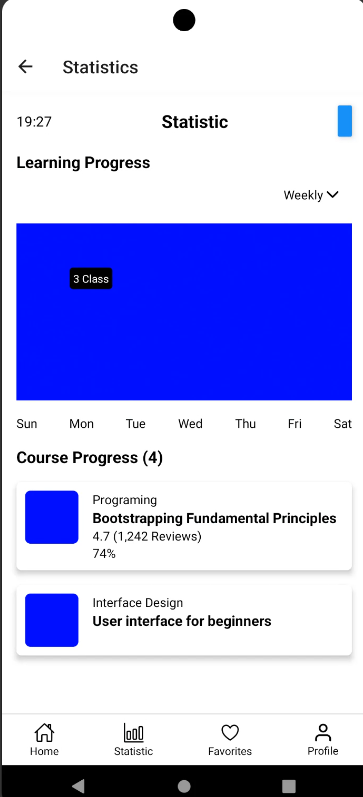 Statistics
19:27
Statistic
Learning Progress
Weekly
3 Class
Sun Mon Tue Wed Thu Fri Sat
Course Progress (4)
Programing
Bootstrapping Fundamental Principles
4.7 (1,242 Reviews)
74%
Interface Design
User interface for beginners
Home Statistic Favorites Profile